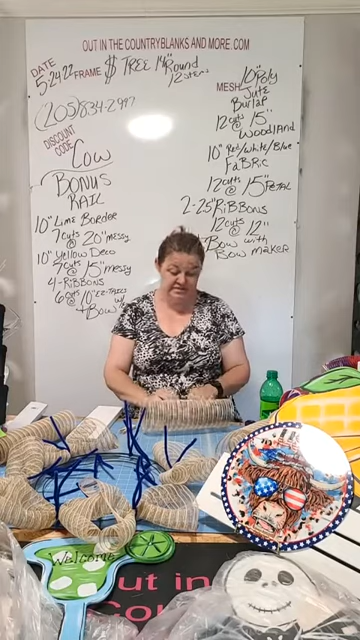 OUT IN THE COUNTRYBLANKS AND MORE.COM
DATE
5-24-22
FRAME
$ TREE 14" Round
12 stems
(205) 834-2997
DISCOUNT
CODE
Cow
BONUS
RAIL
10" Lime Border
7 cuts @ 20" messy
10" Yellow Deco
7 cuts @ 15" messy
4-RIBBONS
6 @ 10"
+Bow
MESH
10" Poly
Jute
Burlap
12 cuts @ 15"
WoodlAnd
10" Red/white/Blue
FaBRic
12 cuts @ 15" PETAL
2-2.5" RiBBons
12 cuts @ 12"
Bow with
Bow maker
Welcome
out in
Cou